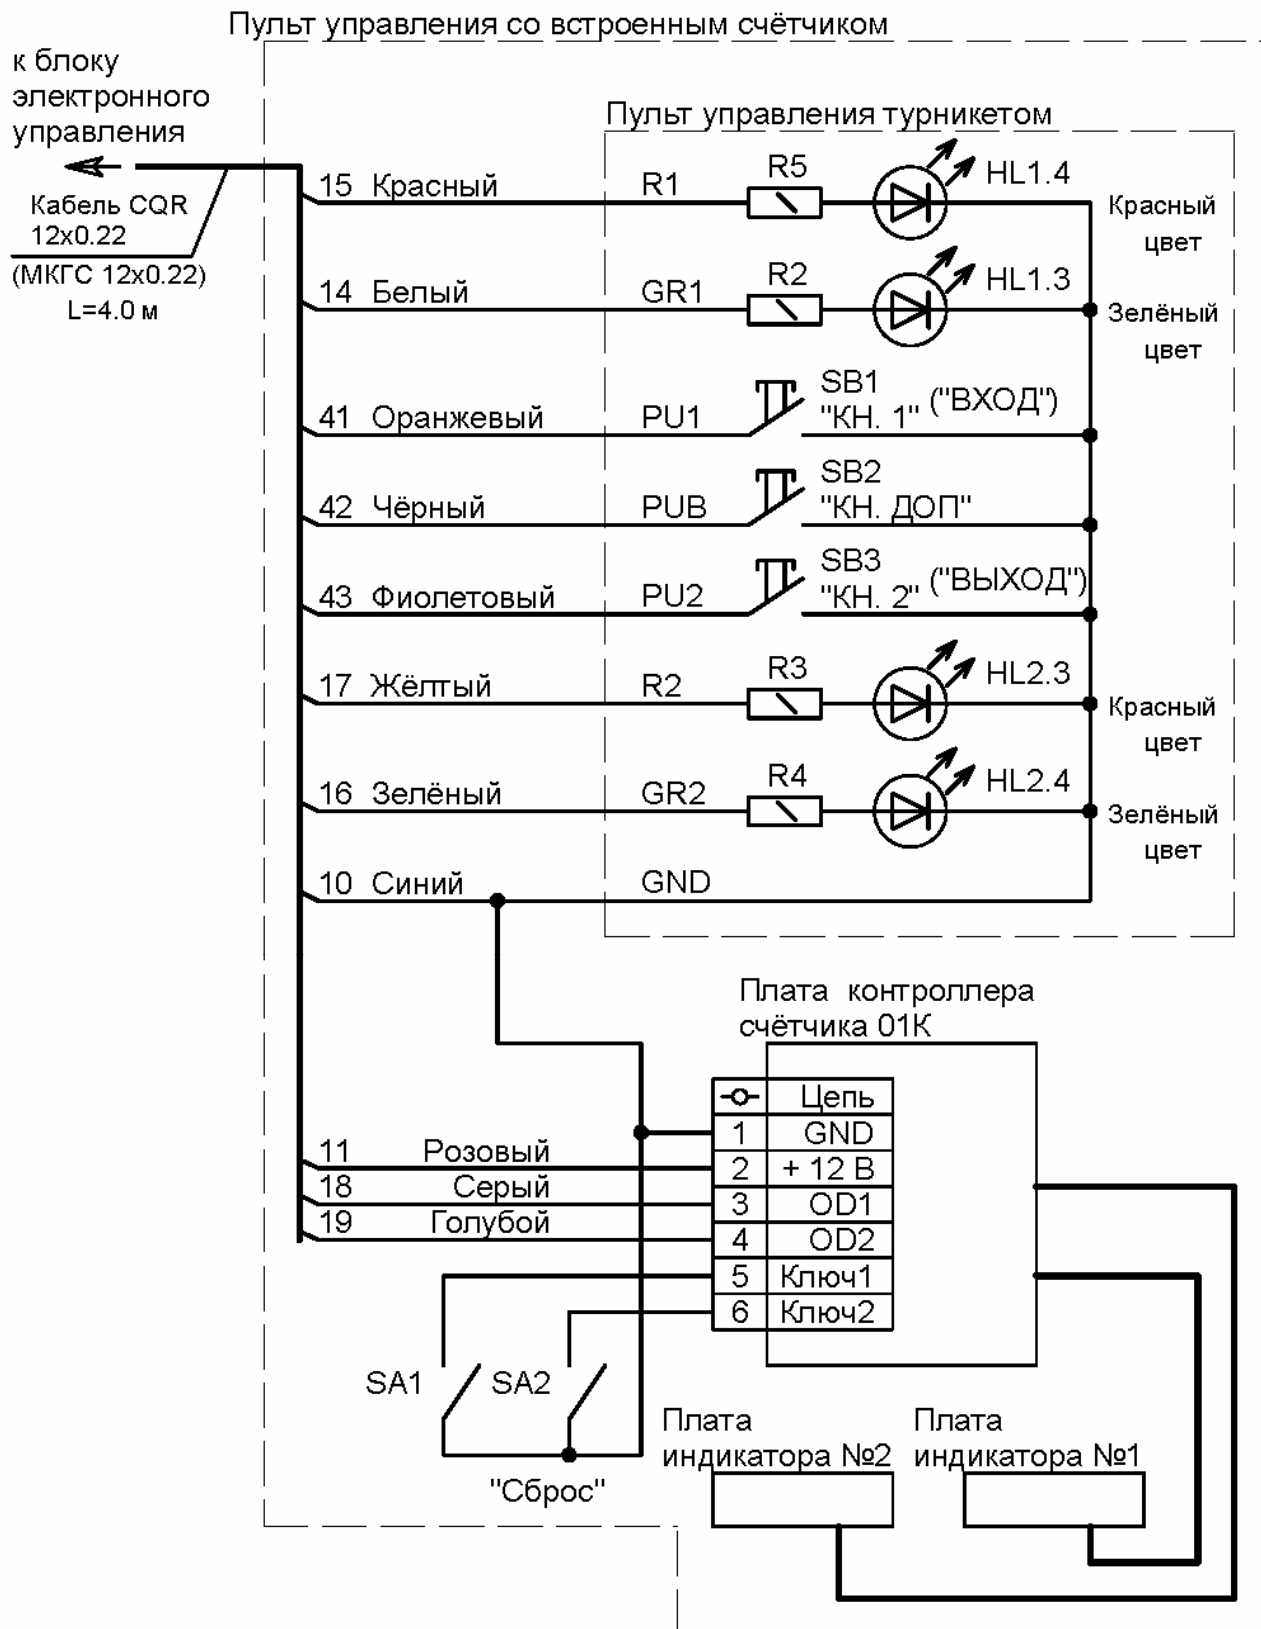 Пульт управления со встроенным счётчиком
к блоку
электронного
управления
Кабель CQR
12x0.22
(МКГС 12x0.22)
L=4.0 м
Пульт управления турникетом
15 Красный R1 R5 HL1.4
Красный
цвет
14 Белый GR1 R2 HL1.3
Зелёный
цвет
41 Оранжевый PU1 SB1
"КН. 1" ("ВХОД")
42 Чёрный PUB SB2
"КН. ДОП"
43 Фиолетовый PU2 SB3
"КН. 2" ("ВЫХОД")
17 Жёлтый R2 R3 HL2.3
Красный
цвет
16 Зелёный GR2 R4 HL2.4
Зелёный
цвет
10 Синий GND
Плата контроллера
счётчика 01К
Цепь
1 GND
11 Розовый 2 + 12 В
18 Серый 3 OD1
19 Голубой 4 OD2
5 Ключ1
6 Ключ2
SA1 SA2
"Сброс"
Плата
индикатора №2
Плата
индикатора №1